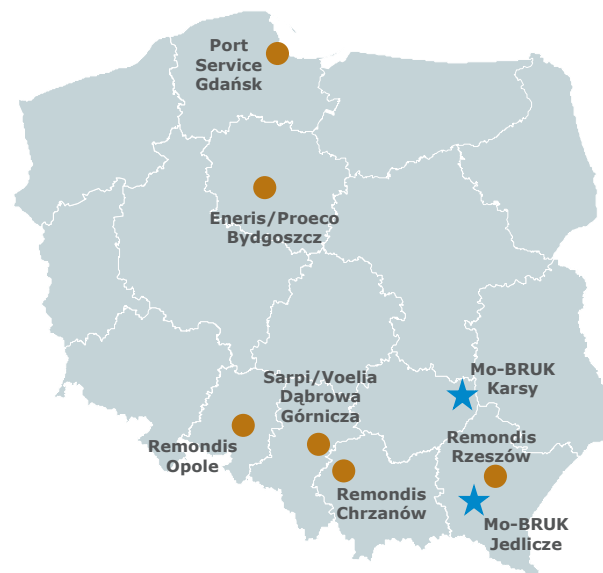 Port
Service
Gdańsk
Eneris/Proeco
Bydgoszcz
Sarpi/Voelia
Dąbrowa
Górnicza
Mo-BRUK
Karsy
Remondis
Opole
Remondis
Rzeszów
Remondis
Chrzanów
Mo-BRUK
Jedlicze